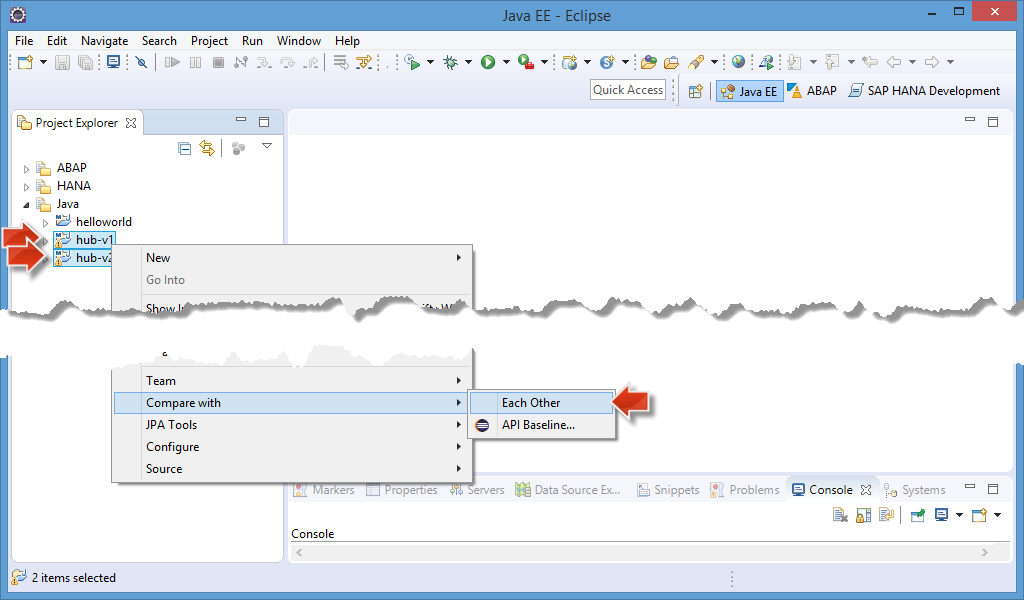 Java EE - Eclipse
File Edit Navigate Search Project Run Window Help
Quick Access
Java EE ABAP SAP HANA Development
Project Explorer
ABAP
HANA
Java
helloworld
hub-v1
hub-v2
New
Go Into
Show
Team
Compare with
JPA Tools
Configure
Source
Each Other
API Baseline...
Markers Properties Servers Data Source Ex... Snippets Problems Console Systems
Console
2 items selected